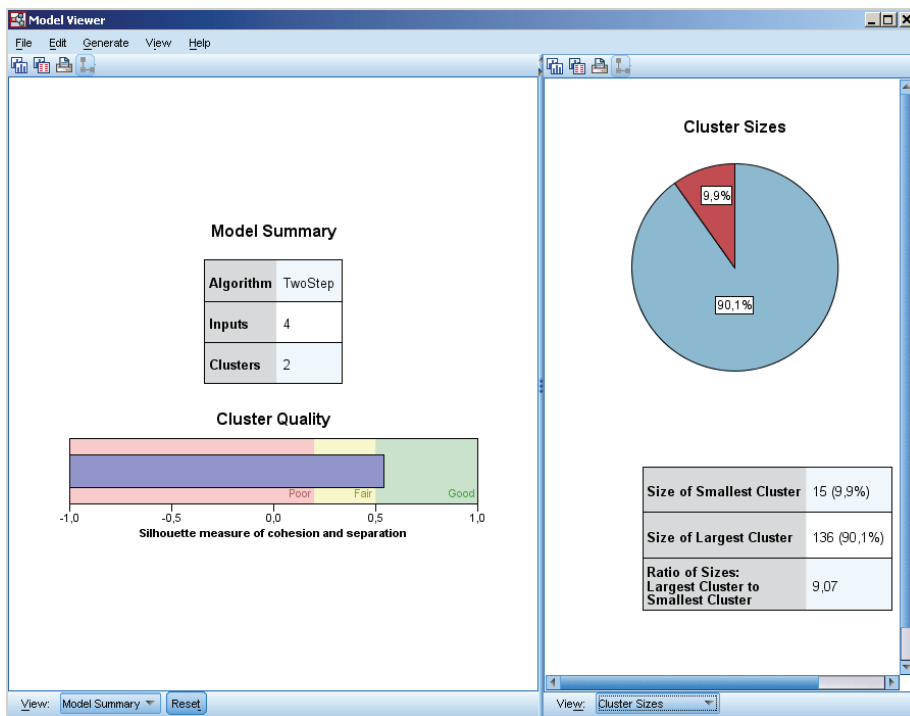 Model Viewer
File Edit Generate View Help
Model Summary
Algorithm TwoStep
Inputs 4
Clusters 2
Cluster Quality
Poor Fair Good
-1,0 -0,5 0,0 0,5 1,0
Silhouette measure of cohesion and separation
View: Model Summary Reset
Cluster Sizes
9,9%
90,1%
Size of Smallest Cluster 15 (9,9%)
Size of Largest Cluster 136 (90,1%)
Ratio of Sizes:
Largest Cluster to
Smallest Cluster 9,07
View: Cluster Sizes